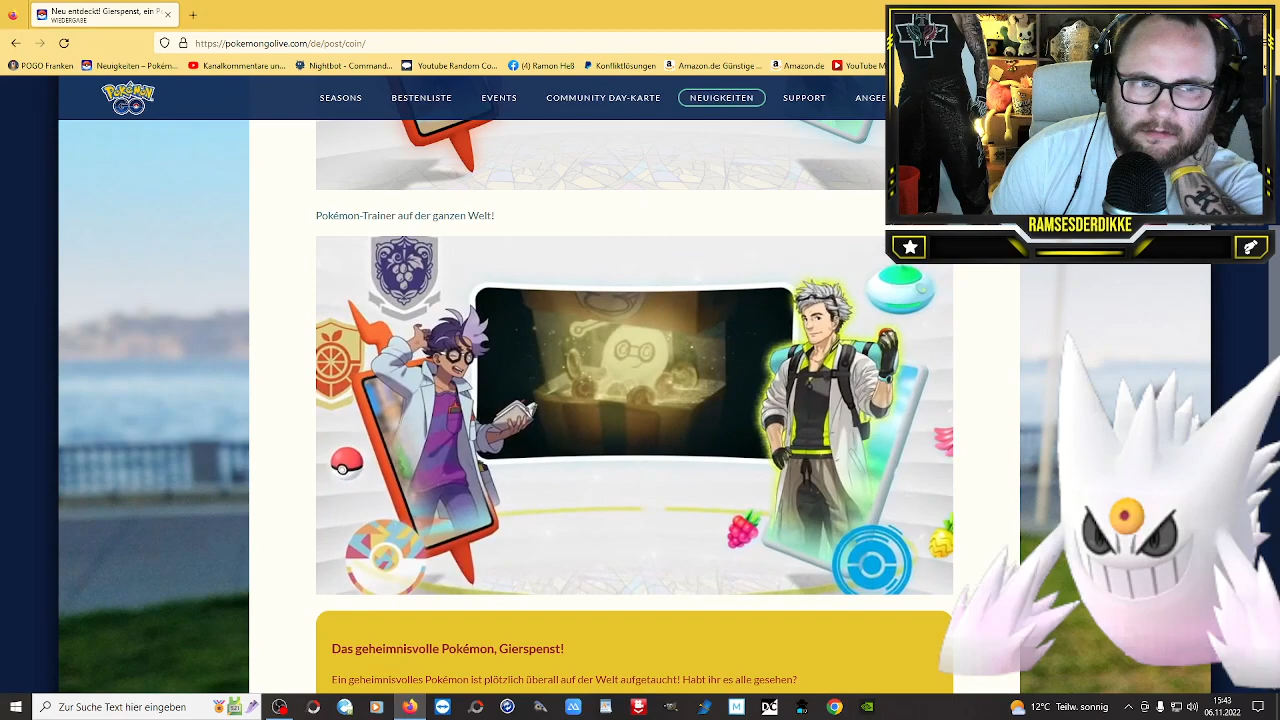 Neu entdeckt! Gierspenst, ein P
WIEDERGABE
https://pokemongolive.com/de/post/coin/
POGO Franken
Neuigkeiten – Pokém...
Kanalkommentare un...
Nightbot - Command...
Youtube Random Co...
(4) Ramon Heß
Konfliktlösungen
Amazon.de: Günstige ...
Amazon.de
YouTube M
POKÉMON GO
SEASONS
BESTENLISTE
EVENTS
COMMUNITY DAY-KARTE
NEUIGKEITEN
SUPPORT
ANGEB
RAMSESDERDIKKE
Pokémon-Trainer auf der ganzen Welt!
Das geheimnisvolle Pokémon, Gierspenst!
Ein geheimnisvolles Pokémon ist plötzlich überall auf der Welt aufgetaucht! Habt ihr es alle gesehen?
Zur Suche Text hier eingeben
12°C Teilw. sonnig
15:43
06.11.2022